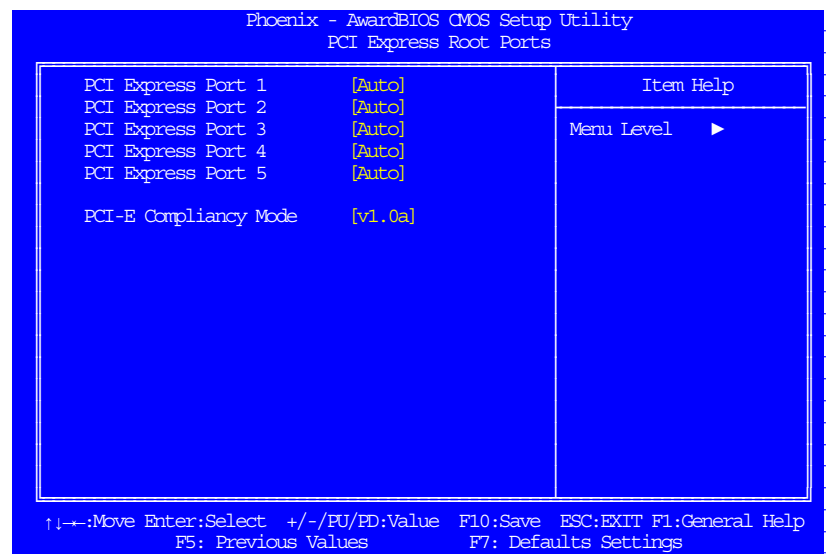 Phoenix - AwardBIOS CMOS Setup Utility
PCI Express Root Ports
PCI Express Port 1 [Auto]
PCI Express Port 2 [Auto]
PCI Express Port 3 [Auto]
PCI Express Port 4 [Auto]
PCI Express Port 5 [Auto]
PCI-E Compliancy Mode [v1.0a]
Item Help
Menu Level ►
↑↓→←:Move Enter:Select +/-/PU/PD:Value F10:Save ESC:EXIT F1:General Help
F5: Previous Values F7: Defaults Settings